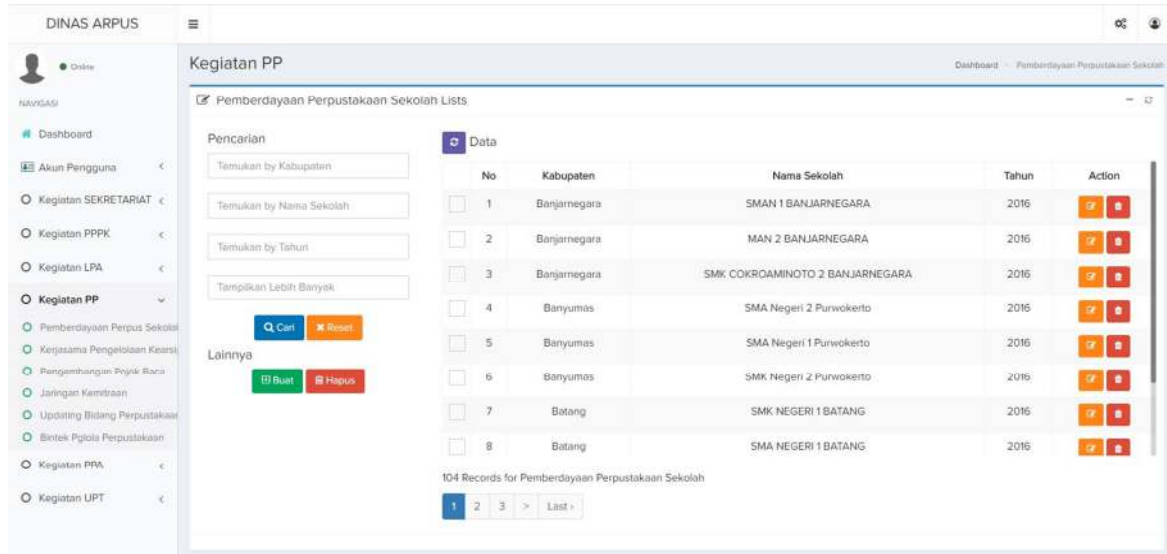 DINAS ARPUS
Online
NAVIGASI
Dashboard
Akun Pengguna
Kegiatan SEKRETARIAT
Kegiatan PPPK
Kegiatan LPA
Kegiatan PP
Pemberdayaan Perpus Sekolah
Kerjasama Pengelolaan Kearsip
Pengembangan Pojok Baca
Jaringan Kemitraan
Updating Bidang Perpustakaan
Bintek Pglola Perpustakaan
Kegiatan PPA
Kegiatan UPT
Kegiatan PP
Dashboard Pemberdayaan Perpustakaan Sekolah
Pemberdayaan Perpustakaan Sekolah Lists
Pencarian
Temukan by Kabupaten
Temukan by Nama Sekolah
Temukan by Tahun
Tampilkan Lebih Banyak
Cari Reset
Lainnya
Buat Hapus
Data
No Kabupaten Nama Sekolah Tahun Action
1 Banjarnegara SMAN 1 BANJARNEGARA 2016
2 Banjarnegara MAN 2 BANJARNEGARA 2016
3 Banjarnegara SMK COKROAMINOTO 2 BANJARNEGARA 2016
4 Banyumas SMA Negeri 2 Purwokerto 2016
5 Banyumas SMA Negeri 1 Purwokerto 2016
6 Banyumas SMK Negeri 2 Purwokerto 2016
7 Batang SMK NEGERI 1 BATANG 2016
8 Batang SMA NEGERI 1 BATANG 2016
104 Records for Pemberdayaan Perpustakaan Sekolah
1 2 3 > Last ›